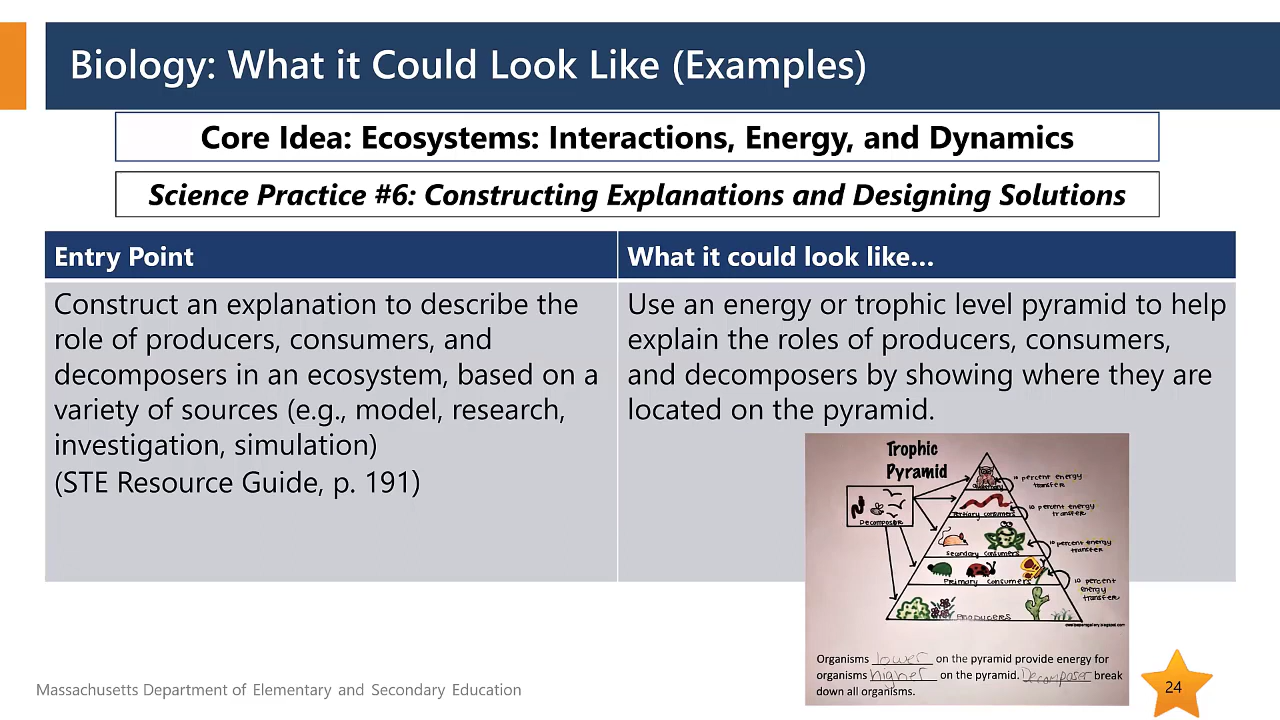 Biology: What it Could Look Like (Examples)
Core Idea: Ecosystems: Interactions, Energy, and Dynamics
Science Practice #6: Constructing Explanations and Designing Solutions
Entry Point
What it could look like…
Construct an explanation to describe the
role of producers, consumers, and
decomposers in an ecosystem, based on a
variety of sources (e.g., model, research,
investigation, simulation)
(STE Resource Guide, p. 191)
Use an energy or trophic level pyramid to help
explain the roles of producers, consumers,
and decomposers by showing where they are
located on the pyramid.
Trophic
Pyramid
10 percent energy
transfer
Decomposer
Tertiary consumers
10 percent energy
transfer
Secondary consumers
10 percent energy
transfer
Primary consumers
10 percent
energy
transfer
Producers
Organisms lower on the pyramid provide energy for
organisms higher on the pyramid. Decomposer break
down all organisms.
Massachusetts Department of Elementary and Secondary Education
24